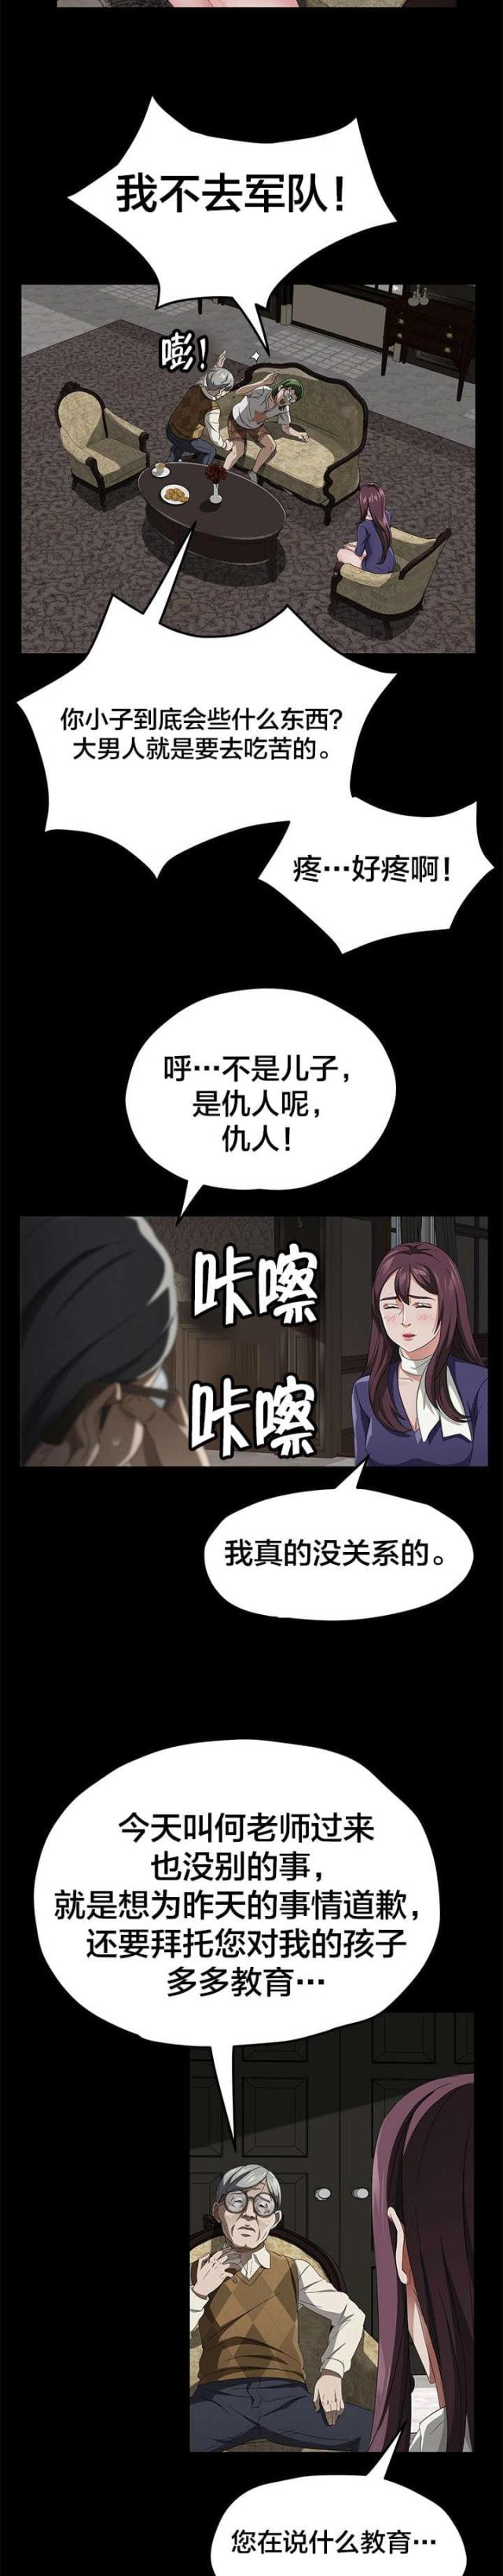 我不去军队！
嘭！
你小子到底会些什么东西？
大男人就是要去吃苦的。
疼…好疼啊！
呼…不是儿子，
是仇人呢，
仇人！
咔嚓
咔嚓
我真的没关系的。
今天叫何老师过来
也没别的事，
就是想为昨天的事情道歉，
还要拜托您对我的孩子
多多教育…
您在说什么教育…